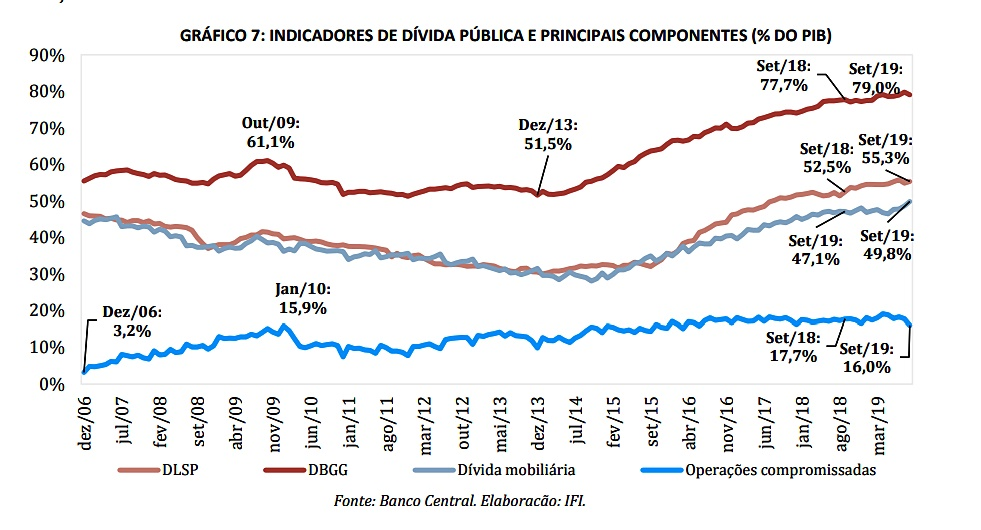 GRÁFICO 7: INDICADORES DE DÍVIDA PÚBLICA E PRINCIPAIS COMPONENTES (% DO PIB)
90%
80%
70%
60%
50%
40%
30%
20%
10%
0%
Out/09:
61,1%
Dez/13:
51,5%
Set/18:
77,7%
Set/19:
79,0%
Set/18:
52,5%
Set/19:
55,3%
Set/19:
47,1%
Set/19:
49,8%
Dez/06:
3,2%
Jan/10:
15,9%
Set/18:
17,7%
Set/19:
16,0%
dez/06
jul/07
fev/08
set/08
abr/09
nov/09
jun/10
jan/11
ago/11
mar/12
out/12
mai/13
dez/13
jul/14
fev/15
set/15
abr/16
nov/16
jun/17
jan/18
ago/18
mar/19
DLSP
DBGG
Dívida mobiliária
Operações compromissadas
Fonte: Banco Central. Elaboração: IFI.